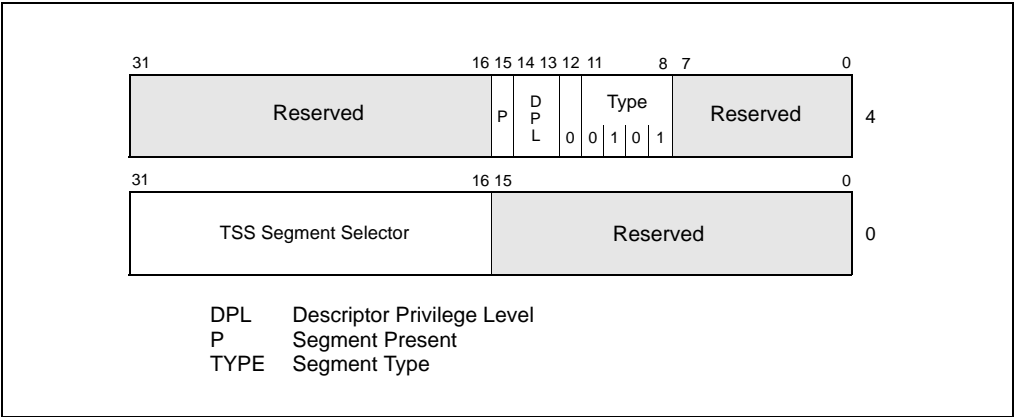 31 16 15 14 13 12 11 8 7 0
Reserved P DPL Type Reserved 4
0 0 1 0 1
31 16 15 0
TSS Segment Selector Reserved 0
DPL Descriptor Privilege Level
P Segment Present
TYPE Segment Type